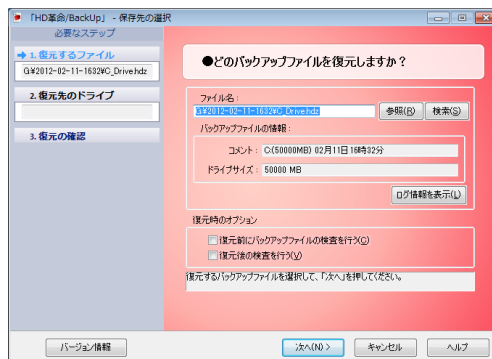 「HD革命/BackUp」 - 保存先の選択
必要なステップ
1. 復元するファイル
G:¥2012-02-11-1632¥C_Drive.hdz
2. 復元先のドライブ
3. 復元の確認
●どのバックアップファイルを復元しますか？
ファイル名：
G:¥2012-02-11-1632¥C_Drive.hdz
参照(R)
検索(S)
バックアップファイルの情報：
コメント： C:(50000MB) 02月11日 16時32分
ドライブサイズ： 50000 MB
ログ情報を表示(L)
復元時のオプション
復元前にバックアップファイルの検査を行う(C)
復元後の検査を行う(V)
復元するバックアップファイルを選択して、「次へ」を押してください。
バージョン情報
次へ(N) >
キャンセル
ヘルプ